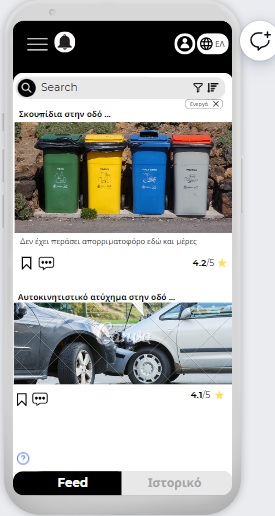 ΕΛ
Search
Ενεργά
Σκουπίδια στην οδό ...
Δεν έχει περάσει απορριματοφόρο εδώ και μέρες
4.2/5
Αυτοκινητιστικό ατύχημα στην οδό ...
Canva
4.1/5
?
Feed
Ιστορικό